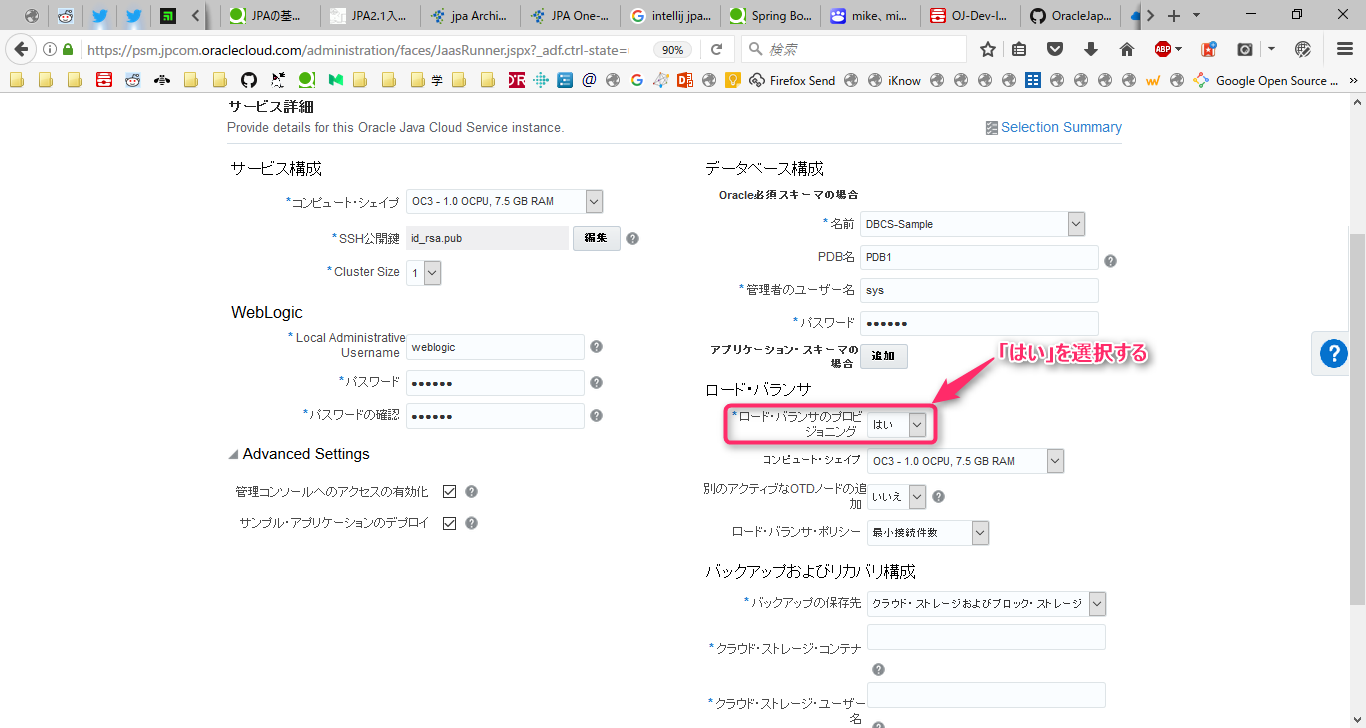 JPAの基...
JPA2.1入...
jpa Archi...
JPA One-...
intellij jpa...
Spring Bo...
mike、mi...
OJ-Dev-I...
OracleJap...
https://psm.jpcom.oraclecloud.com/administration/faces/JaasRunner.jspx?_adf.ctrl-state=
90%
検索
ABP
学
Firefox Send
iKnow
Google Open Source ...
サービス詳細
Provide details for this Oracle Java Cloud Service instance.
Selection Summary
サービス構成
*コンピュート・シェイプ OC3 - 1.0 OCPU, 7.5 GB RAM
*SSH公開鍵 id_rsa.pub 編集 ?
*Cluster Size 1
WebLogic
*Local Administrative
Username weblogic ?
*パスワード •••••• ?
*パスワードの確認 •••••• ?
Advanced Settings
管理コンソールへのアクセスの有効化 ?
サンプル・アプリケーションのデプロイ ?
データベース構成
Oracle必須スキーマの場合
*名前 DBCS-Sample
PDB名 PDB1 ?
*管理者のユーザー名 sys
*パスワード ••••••
アプリケーション・スキーマの
場合 追加
「はい」を選択する
ロード・バランサ
*ロード・バランサのプロビ
ジョニング はい
コンピュート・シェイプ OC3 - 1.0 OCPU, 7.5 GB RAM
別のアクティブなOTDノードの追
加 いいえ ?
ロード・バランサ・ポリシー 最小接続件数
バックアップおよびリカバリ構成
*バックアップの保存先 クラウド・ストレージおよびブロック・ストレージ
*クラウド・ストレージ・コンテナ
?
*クラウド・ストレージ・ユーザー
名 ?
?